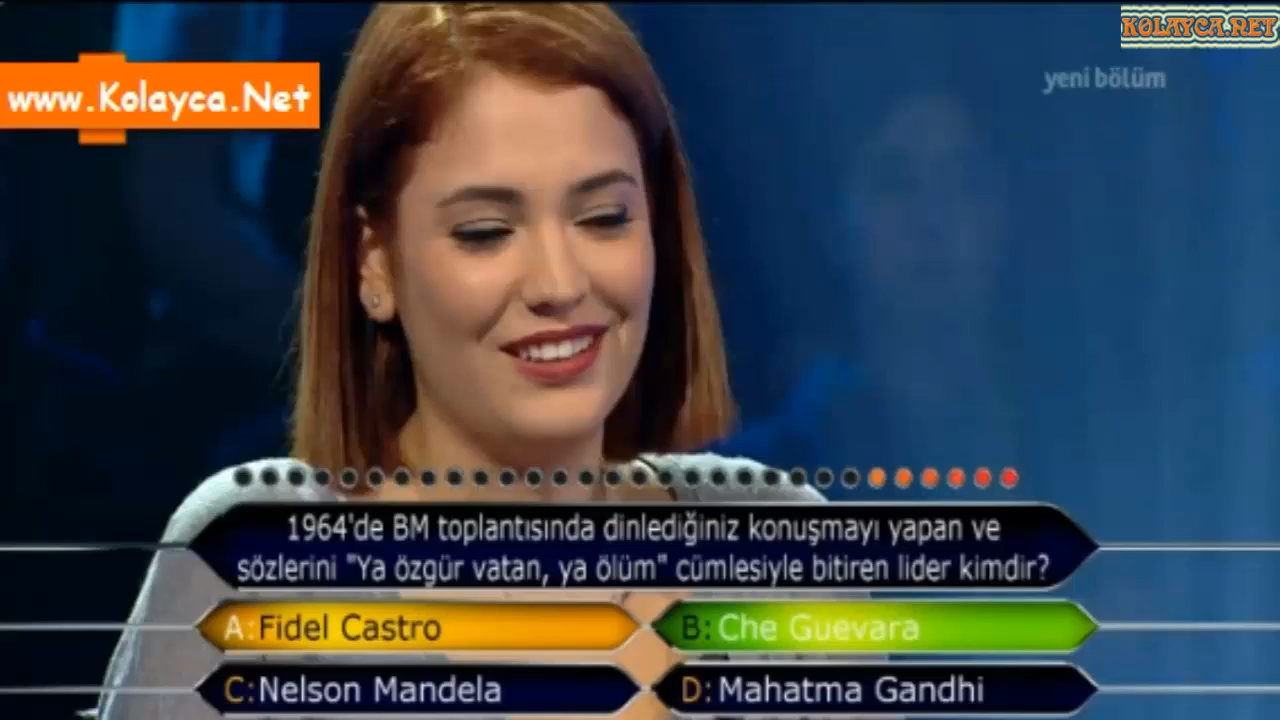 KOLAYCA.NET
www.Kolayca.Net
yeni bölüm
1964'de BM toplantısında dinlediğiniz konuşmayı yapan ve
sözlerini "Ya özgür vatan, ya ölüm" cümlesiyle bitiren lider kimdir?
A: Fidel Castro
B: Che Guevara
C: Nelson Mandela
D: Mahatma Gandhi